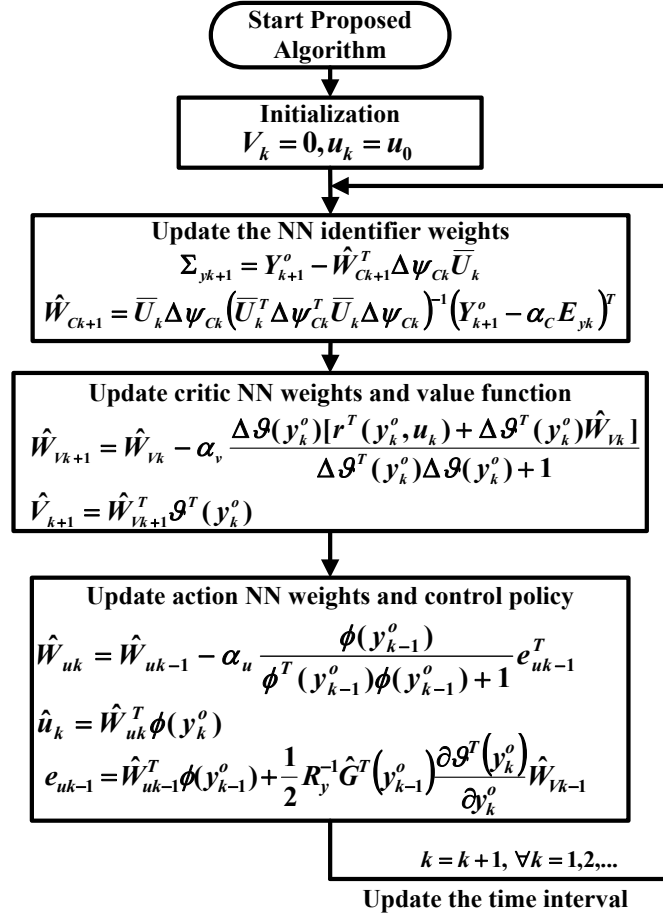 Start Proposed
Algorithm
Initialization
V_k = 0, u_k = u_0
Update the NN identifier weights
Σ_{yk+1} = Y^o_{k+1} − Ŵ^T_{Ck+1} Δψ_{Ck} Ū_k
Ŵ_{Ck+1} = Ū_k Δψ_{Ck} (Ū^T_k Δψ^T_{Ck} Ū_k Δψ_{Ck})^{-1} (Y^o_{k+1} − α_C E_{yk})^T
Update critic NN weights and value function
Ŵ_{Vk+1} = Ŵ_{Vk} − α_v \frac{Δϑ(y^o_k)[r^T(y^o_k, u_k) + Δϑ^T(y^o_k)Ŵ_{Vk}]}{Δϑ^T(y^o_k)Δϑ(y^o_k) + 1}
V̂_{k+1} = Ŵ^T_{Vk+1} ϑ^T(y^o_k)
Update action NN weights and control policy
Ŵ_{uk} = Ŵ_{uk−1} − α_u \frac{ϕ(y^o_{k−1})}{ϕ^T(y^o_{k−1})ϕ(y^o_{k−1}) + 1} e^T_{uk−1}
û_k = Ŵ^T_{uk} ϕ(y^o_k)
e_{uk−1} = Ŵ^T_{uk−1} ϕ(y^o_{k−1}) + \frac{1}{2} R^{-1}_y Ĝ^T(y^o_{k−1}) \frac{∂ϑ^T(y^o_k)}{∂y^o_k} Ŵ_{Vk−1}
k = k + 1, ∀k = 1,2,...
Update the time interval